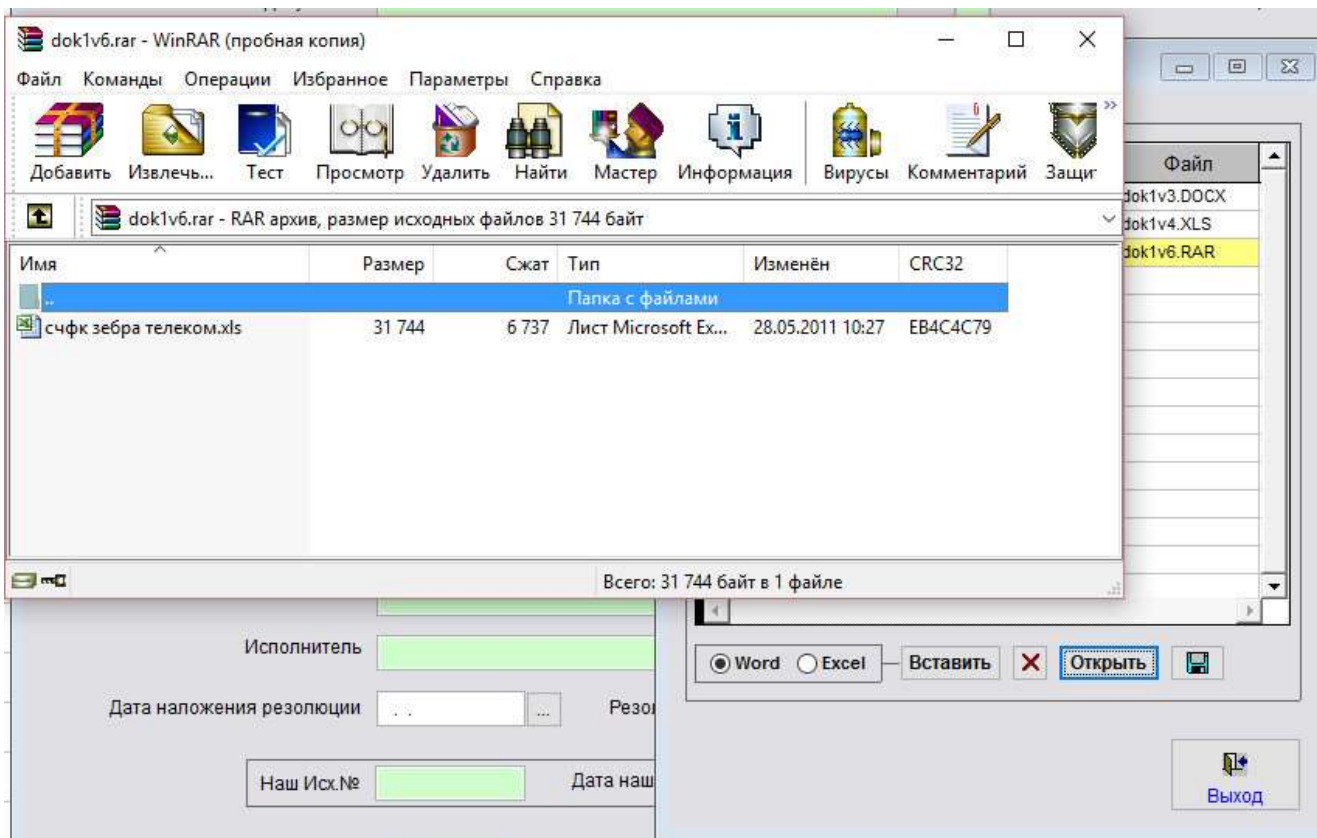 dok1v6.rar - WinRAR (пробная копия)
Файл Команды Операции Избранное Параметры Справка
Добавить Извлечь... Тест Просмотр Удалить Найти Мастер Информация Вирусы Комментарий Защит
dok1v6.rar - RAR архив, размер исходных файлов 31 744 байт
Имя Размер Сжат Тип Изменён CRC32
.. Папка с файлами
счфк зебра телеком.xls 31 744 6 737 Лист Microsoft Ex... 28.05.2011 10:27 EB4C4C79
Всего: 31 744 байт в 1 файле
Файл
dok1v3.DOCX
dok1v4.XLS
dok1v6.RAR
Word Excel Вставить Открыть
Исполнитель
Дата наложения резолюции . . ... Резол
Наш Исх.№ Дата наш
Выход